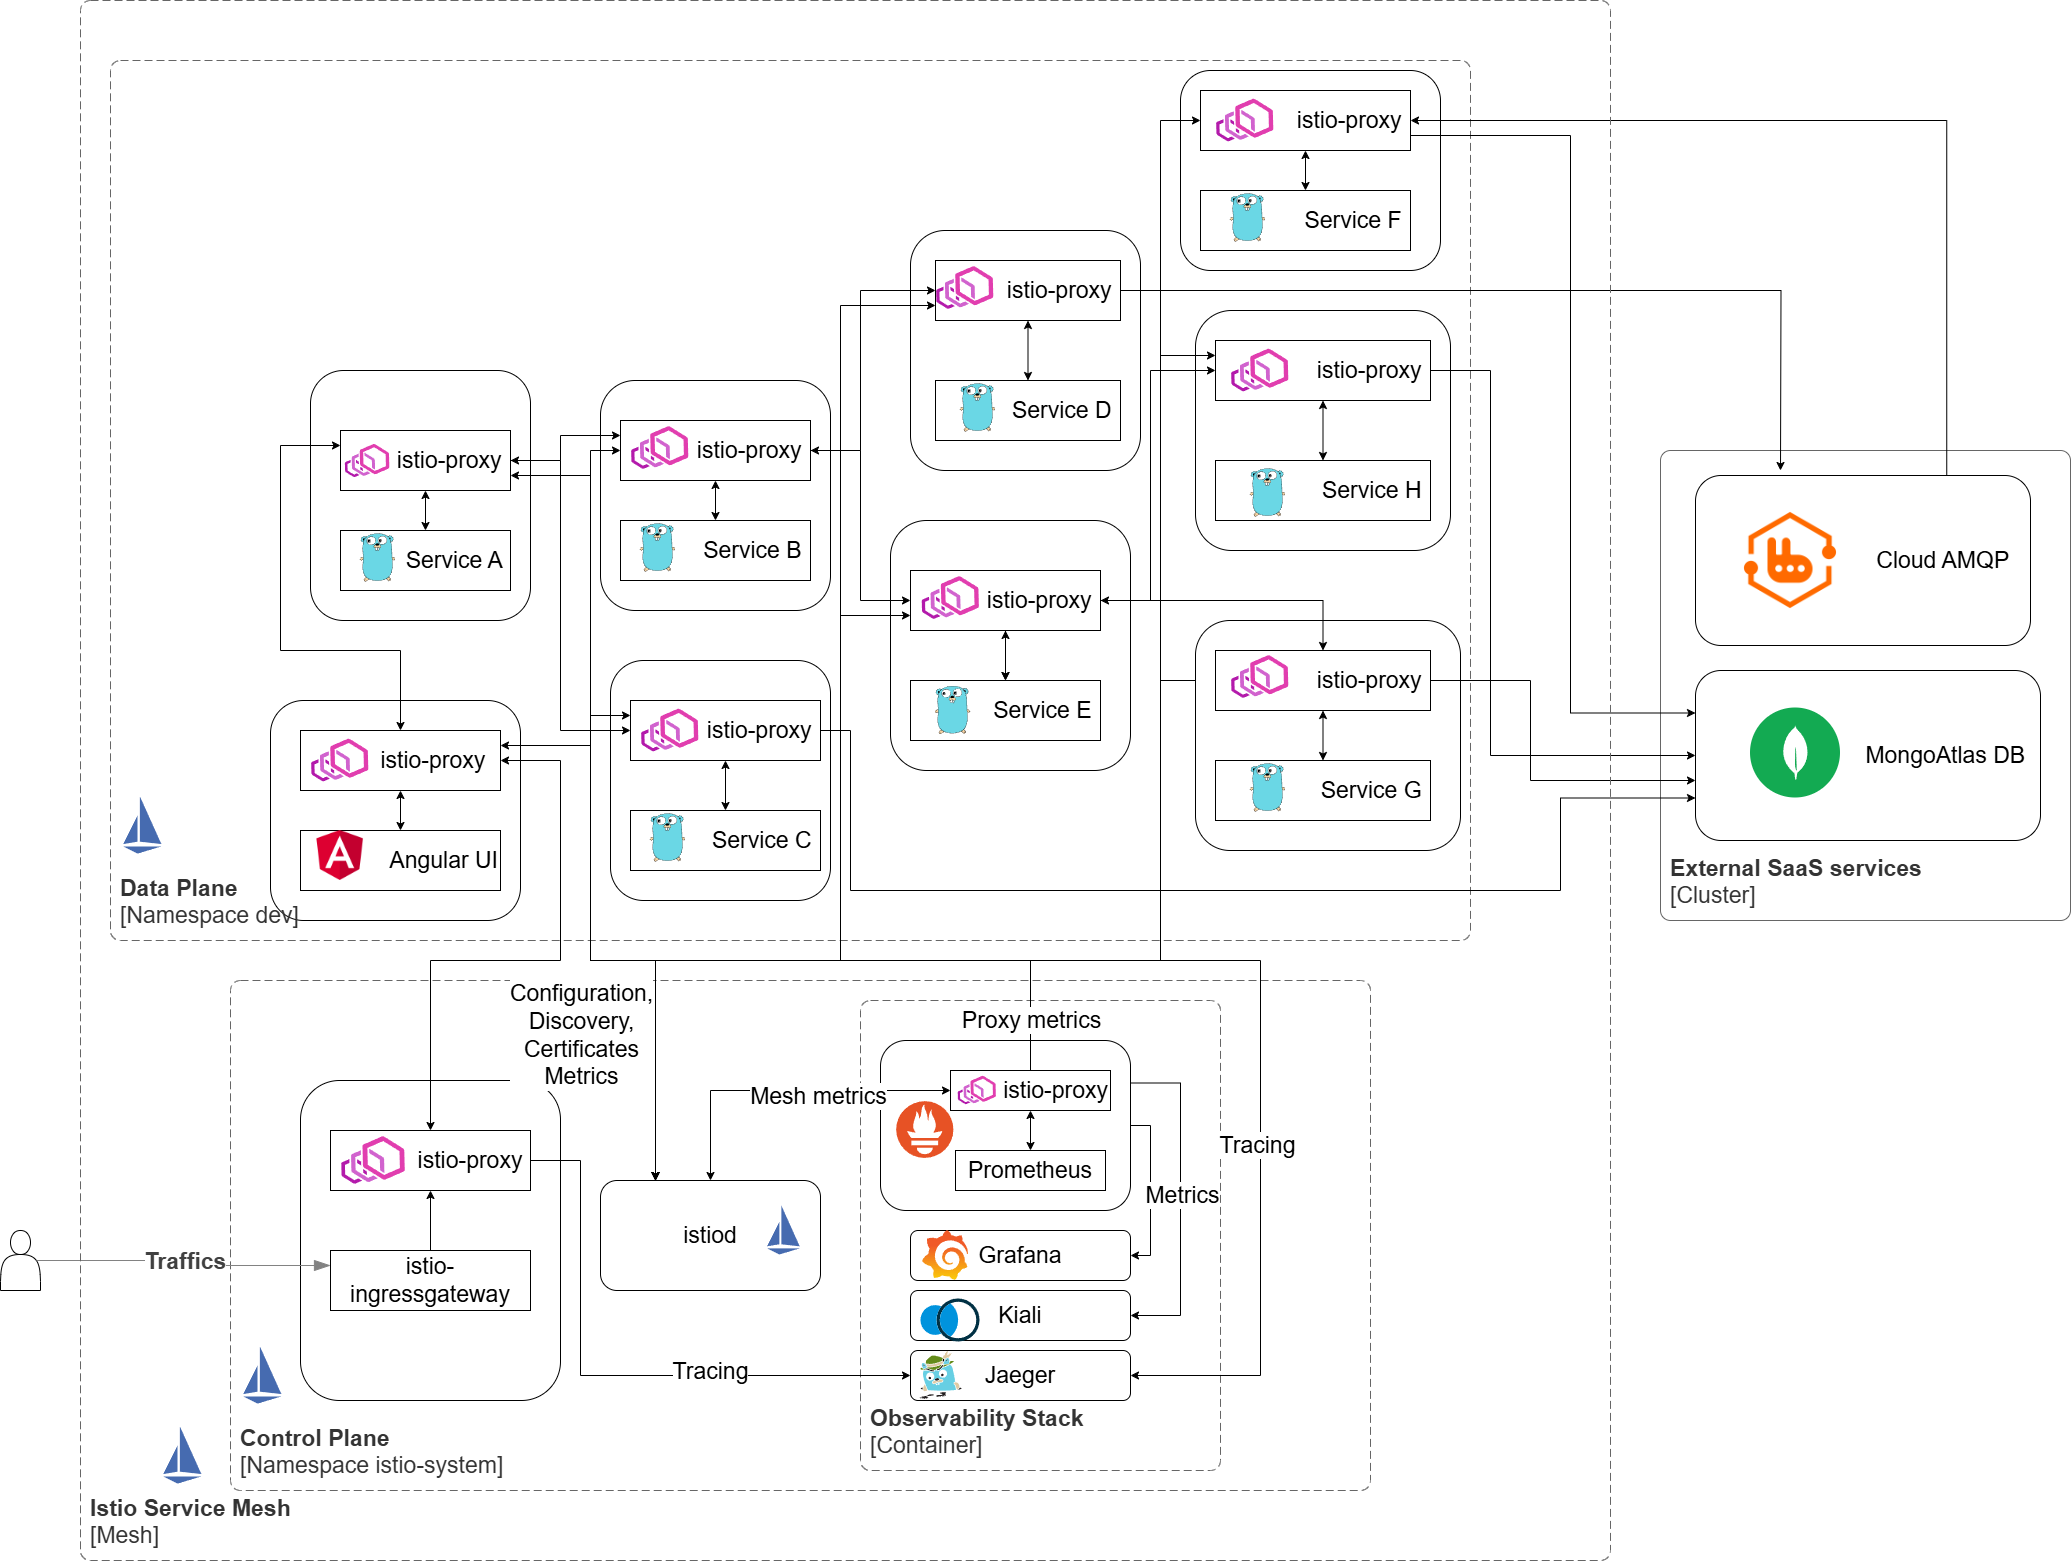 istio-proxy
Service F
istio-proxy
Service D
istio-proxy
Service H
istio-proxy
Service A
istio-proxy
Service B
istio-proxy
Service E
istio-proxy
Service G
istio-proxy
Service C
istio-proxy
Angular UI
Cloud AMQP
MongoAtlas DB
External SaaS services
[Cluster]
Data Plane
[Namespace dev]
Configuration,
Discovery,
Certificates
Metrics
Proxy metrics
Mesh metrics
istio-proxy
Prometheus
Tracing
Metrics
istio-proxy
istio-
ingressgateway
Traffics
istiod
Grafana
Kiali
Jaeger
Tracing
Observability Stack
[Container]
Control Plane
[Namespace istio-system]
Istio Service Mesh
[Mesh]